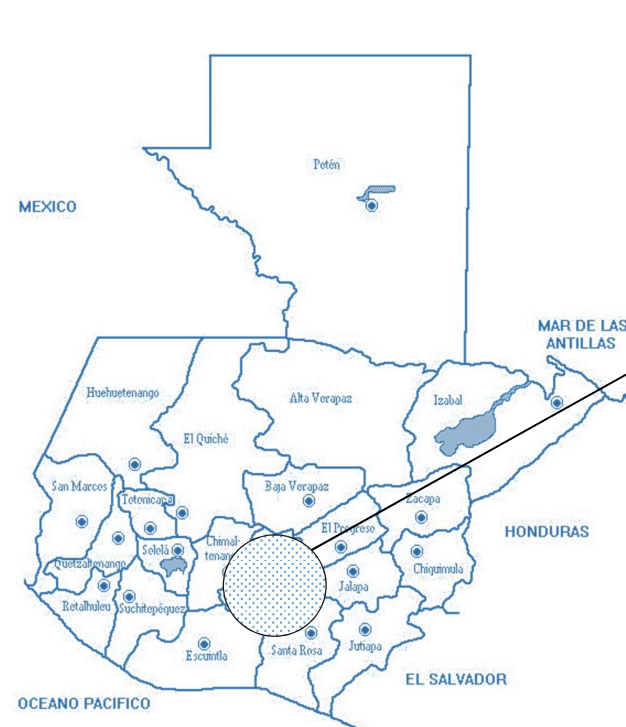 Petén
MEXICO
MAR DE LAS
ANTILLAS
Huehuetenango
Alta Verapaz
Izabal
El Quiché
San Marcos
Baja Verapaz
Totonicapa
Zacapa
El Progreso
HONDURAS
Chimal-
tenan
Sololá
Quetzaltenango
Chiquimula
Jalapa
Retalhuleu
Suchitepéquez
Escuintla
Santa Rosa
Jutiapa
EL SALVADOR
OCEANO PACIFICO